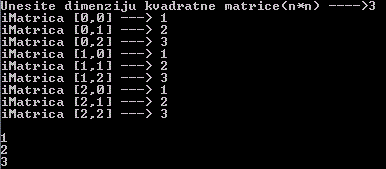 Unesite dimenziju kvadratne matrice(n*n) ---->3
iMatrica [0,0] ---> 1
iMatrica [0,1] ---> 2
iMatrica [0,2] ---> 3
iMatrica [1,0] ---> 1
iMatrica [1,1] ---> 2
iMatrica [1,2] ---> 3
iMatrica [2,0] ---> 1
iMatrica [2,1] ---> 2
iMatrica [2,2] ---> 3
1
2
3